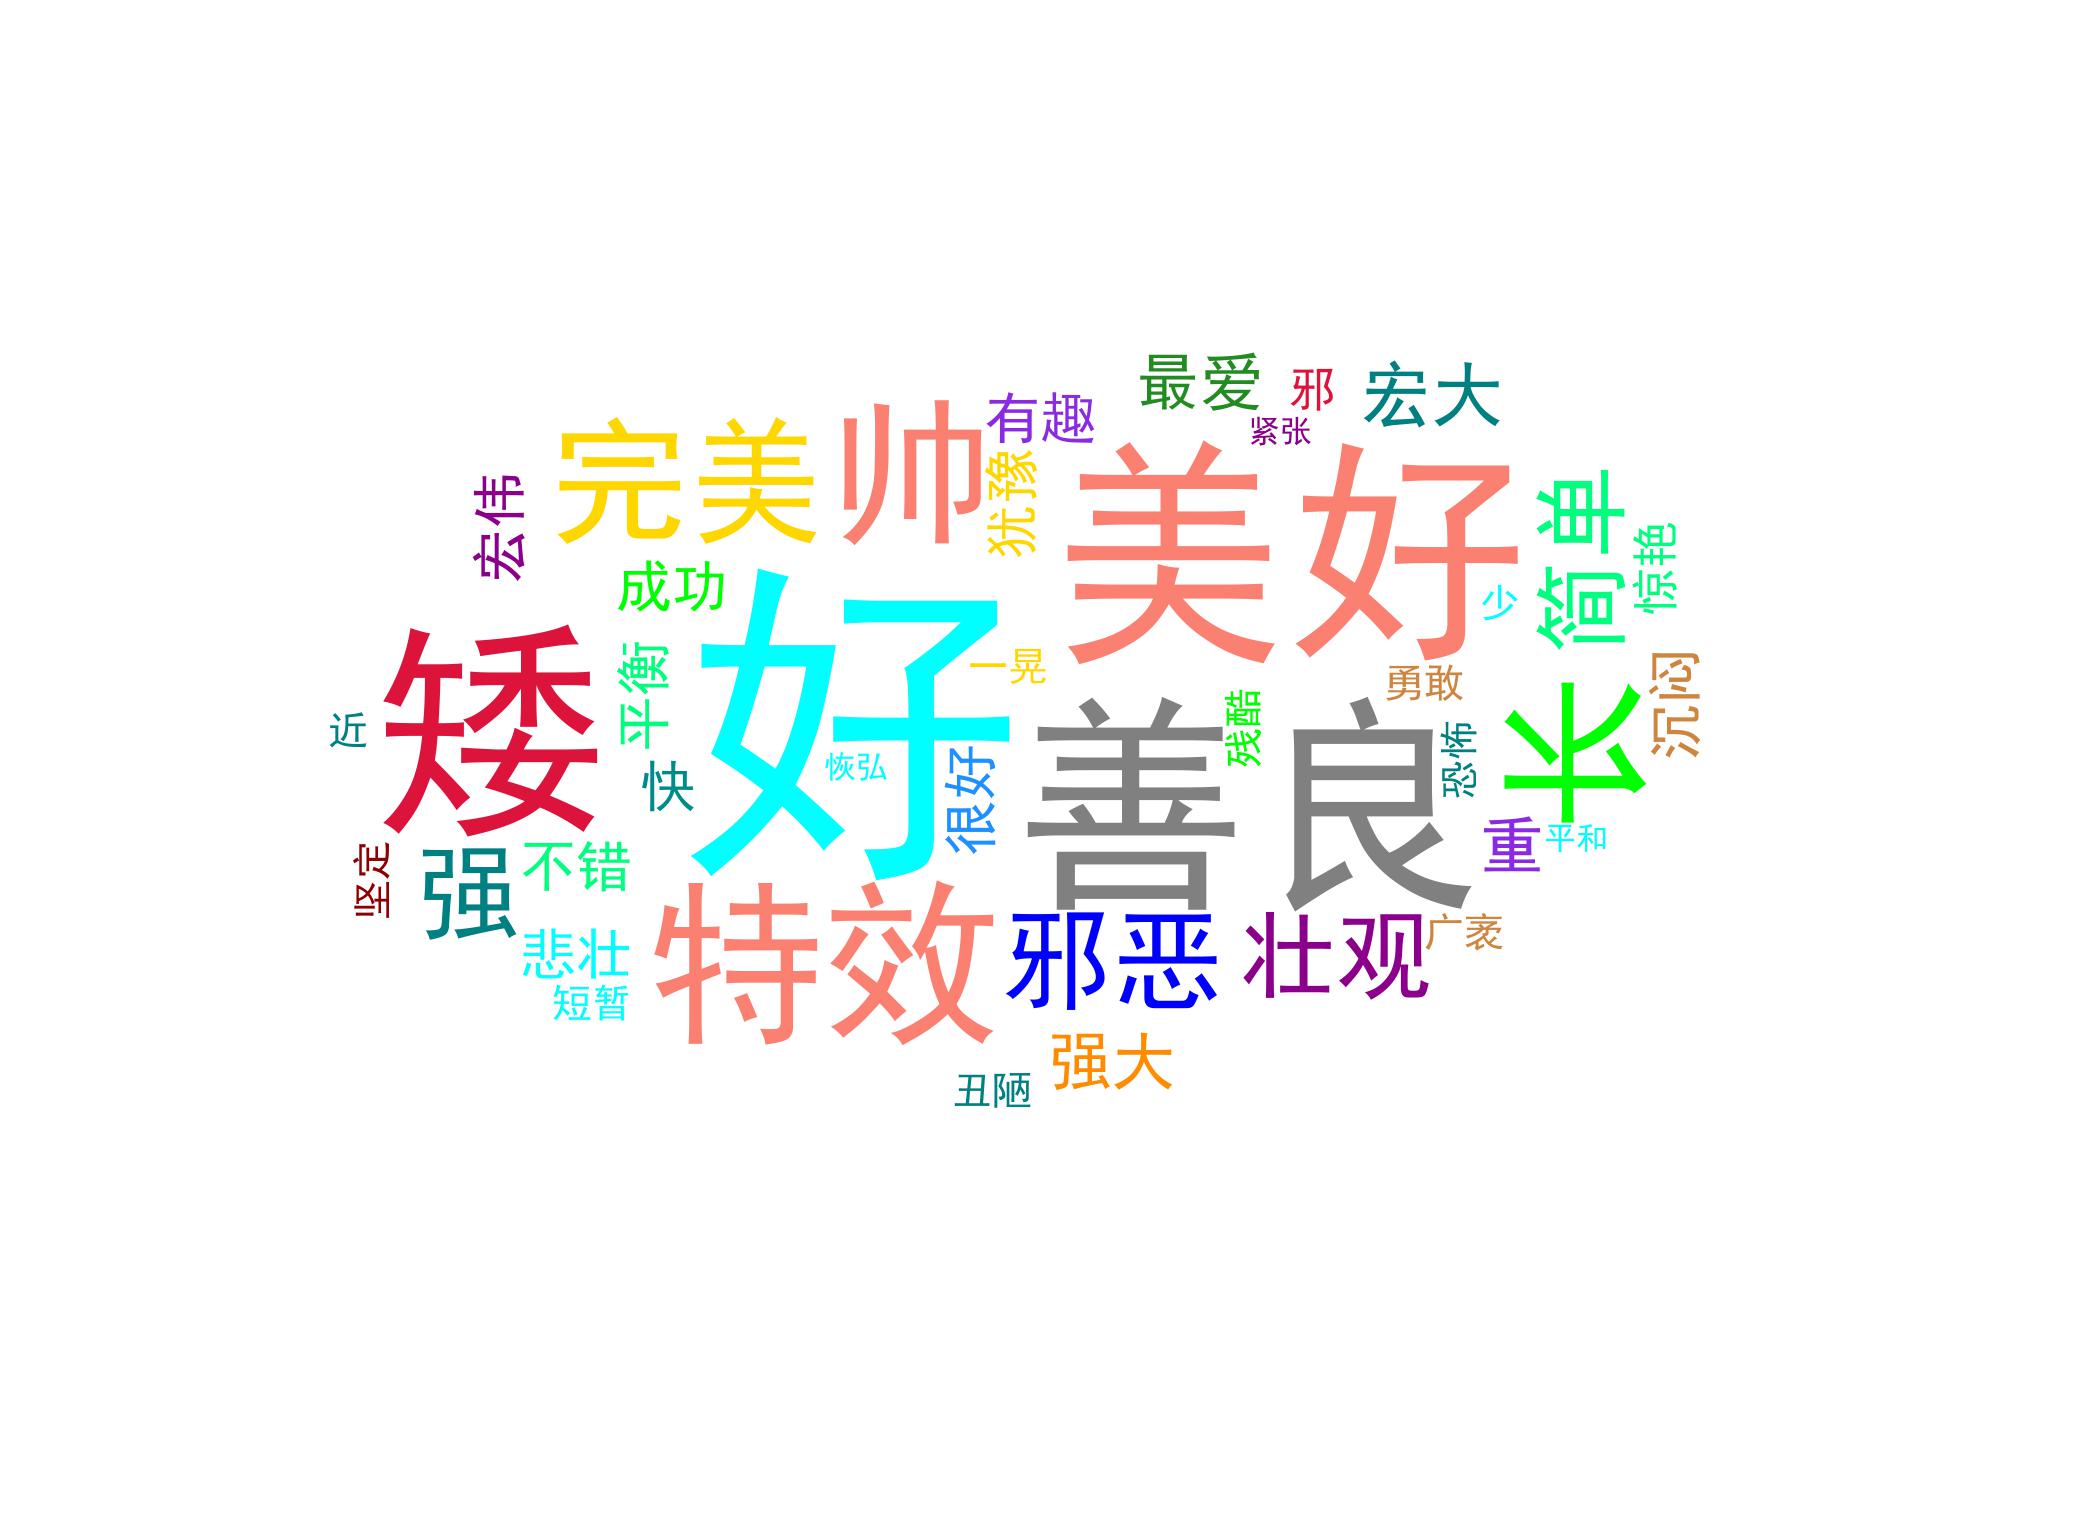 最爱
邪
宏大
有趣
紧张
完美
帅
美好
犹豫
宏伟
简单
惊艳
成功
好
少
矮
平衡
一晃
勇敢
沉闷
近
善良
残酷
长
快
恢弘
很好
恐怖
重
平和
坚定
强
不错
特效
邪恶
壮观
广袤
悲壮
短暂
强大
丑陋